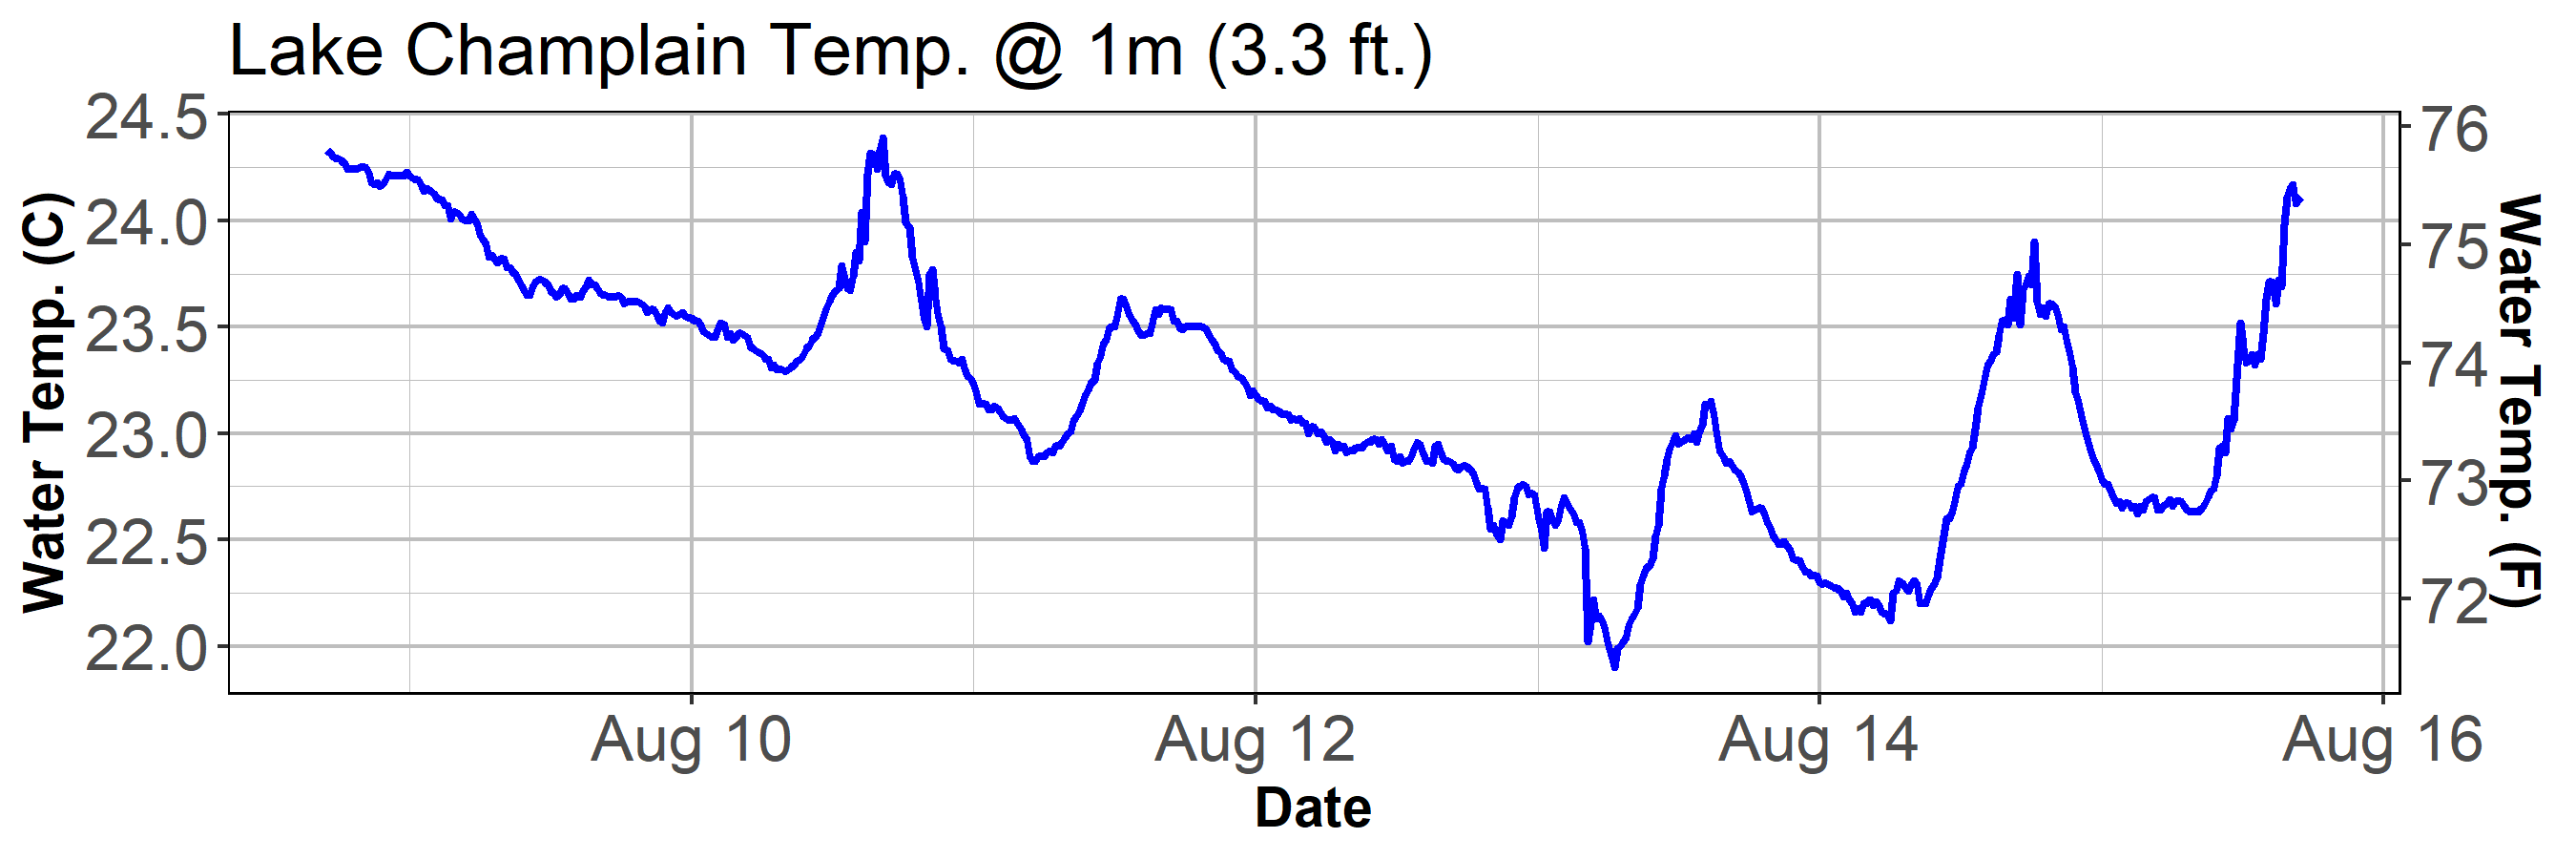 Lake Champlain Temp. @ 1m (3.3 ft.)
Water Temp. (C)
24.5
24.0
23.5
23.0
22.5
22.0
76
75
74
73
72
Water Temp. (F)
Aug 10
Aug 12
Aug 14
Aug 16
Date